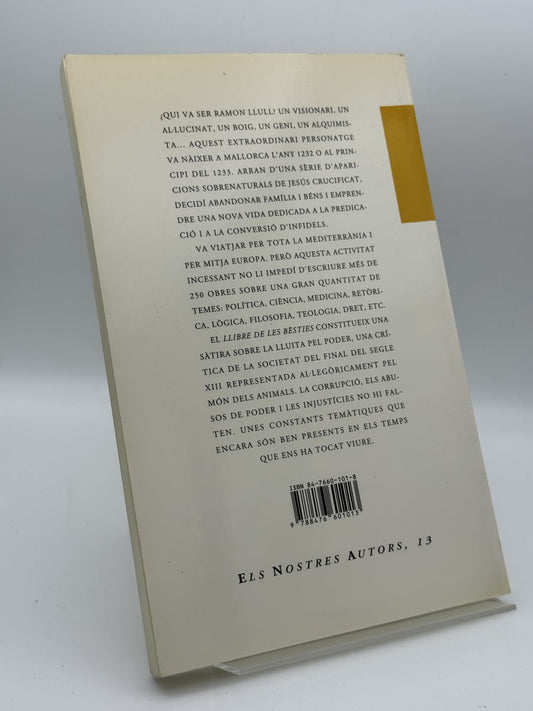 ¿QUI VA SER RAMON LLULL? UN VISIONARI, UN
AL·LUCINAT, UN BOIG, UN GENI, UN ALQUIMIS-
TA... AQUEST EXTRAORDINARI PERSONATGE
VA NÀIXER A MALLORCA L'ANY 1232 O AL PRIN-
CIPI DEL 1233. ARRAN D'UNA SÈRIE D'APARI-
CIONS SOBRENATURALS DE JESÚS CRUCIFICAT,
DECIDÍ ABANDONAR FAMÍLIA I BÉNS I EMPREN-
DRE UNA NOVA VIDA DEDICADA A LA PREDICA-
CIÓ I A LA CONVERSIÓ D'INFIDELS.
VA VIATJAR PER TOTA LA MEDITERRÀNIA I
PER MITJA EUROPA. PERÒ AQUESTA ACTIVITAT
INCESSANT NO LI IMPEDÍ D'ESCRIURE MÉS DE
250 OBRES SOBRE UNA GRAN QUANTITAT DE
TEMES: POLÍTICA, CIÈNCIA, MEDICINA, RETÒRI-
CA, LÒGICA, FILOSOFIA, TEOLOGIA, DRET, ETC.
EL LLIBRE DE LES BÈSTIES CONSTITUEIX UNA
SÀTIRA SOBRE LA LLUITA PEL PODER, UNA CRÍ-
TICA DE LA SOCIETAT DEL FINAL DEL SEGLE
XIII REPRESENTADA AL·LEGÒRICAMENT PEL
MÓN DELS ANIMALS. LA CORRUPCIÓ, ELS ABU-
SOS DE PODER I LES INJUSTÍCIES NO HI FAL-
TEN. UNES CONSTANTS TEMÀTIQUES QUE
ENCARA SÓN BEN PRESENTS EN ELS TEMPS
QUE ENS HA TOCAT VIURE.
ISBN 84-7660-101-8
9 788476 601013
ELS NOSTRES AUTORS, 13